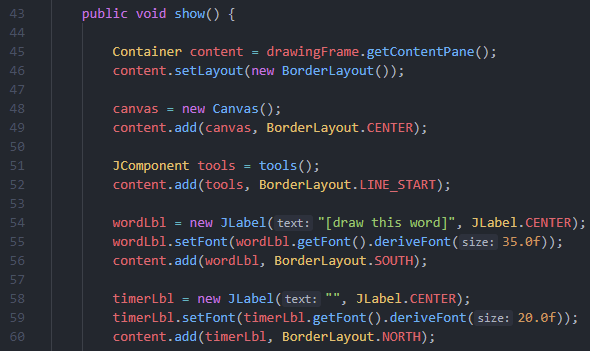 43 public void show() {
44
45 Container content = drawingFrame.getContentPane();
46 content.setLayout(new BorderLayout());
47
48 canvas = new Canvas();
49 content.add(canvas, BorderLayout.CENTER);
50
51 JComponent tools = tools();
52 content.add(tools, BorderLayout.LINE_START);
53
54 wordLbl = new JLabel( text: "[draw this word]", JLabel.CENTER);
55 wordLbl.setFont(wordLbl.getFont().deriveFont( size: 35.0f));
56 content.add(wordLbl, BorderLayout.SOUTH);
57
58 timerLbl = new JLabel( text: "", JLabel.CENTER);
59 timerLbl.setFont(timerLbl.getFont().deriveFont( size: 20.0f));
60 content.add(timerLbl, BorderLayout.NORTH);